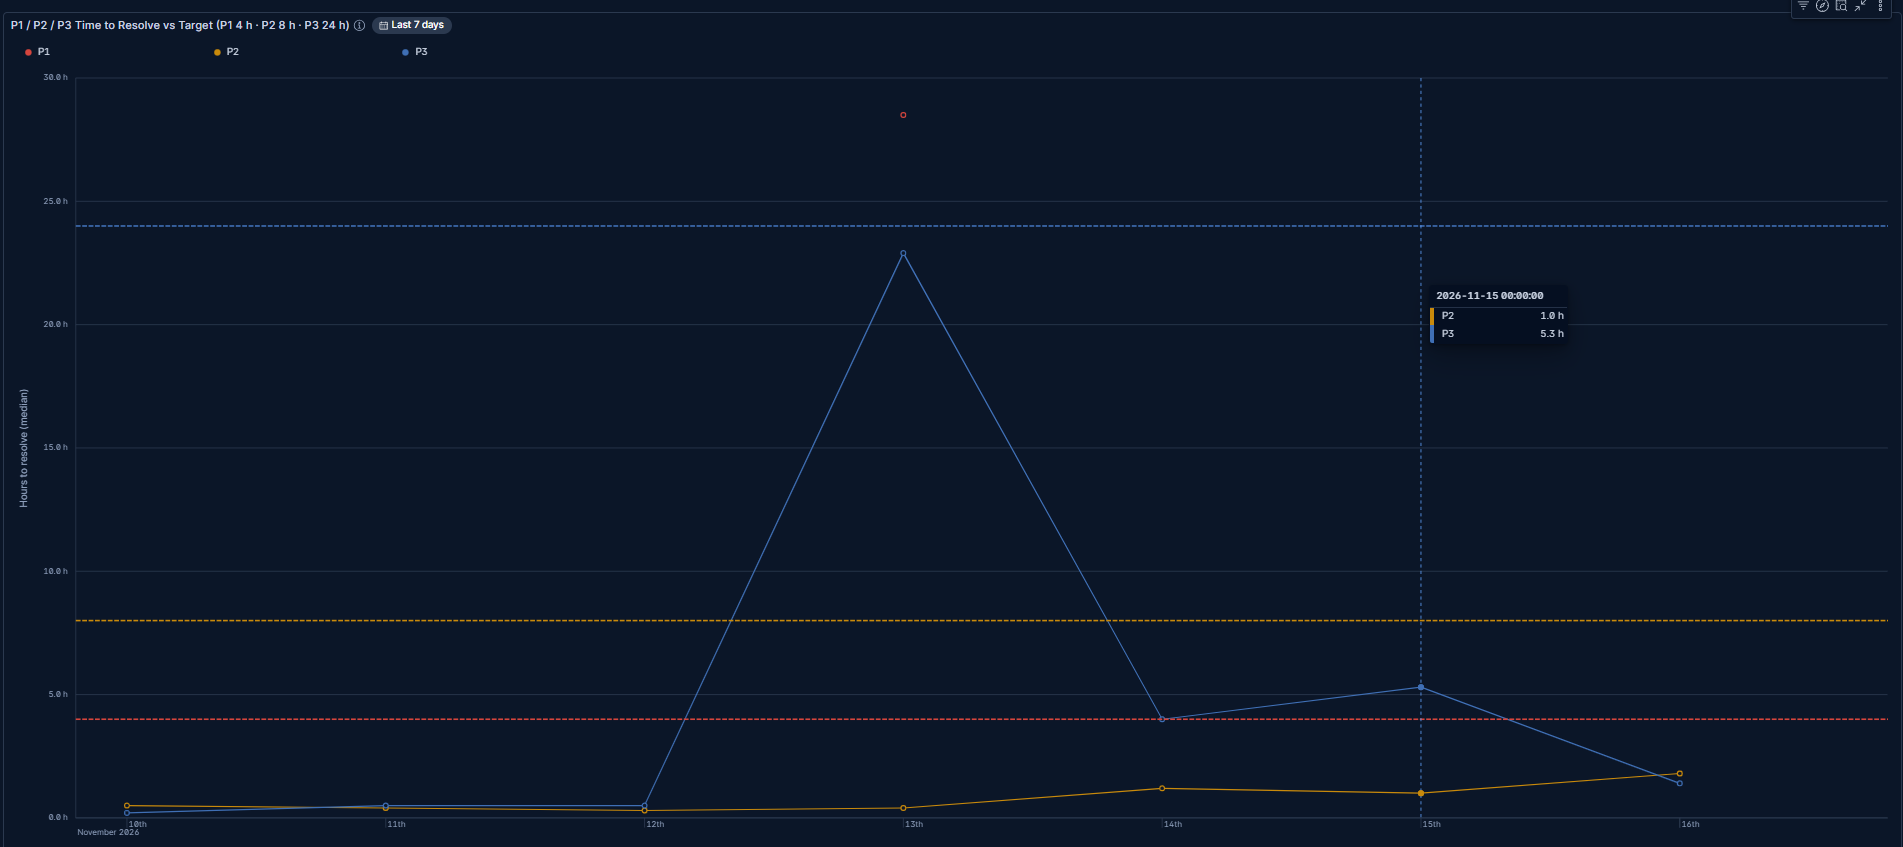 P1 / P2 / P3 Time to Resolve vs Target (P1 4 h · P2 8 h · P3 24 h) Last 7 days
P1 P2 P3
30.0 h
25.0 h
20.0 h
15.0 h
10.0 h
5.0 h
0.0 h
Hours to resolve (median)
2026-11-15 00:00:00
P2 1.0 h
P3 5.3 h
10th 11th 12th 13th 14th 15th 16th
November 2026